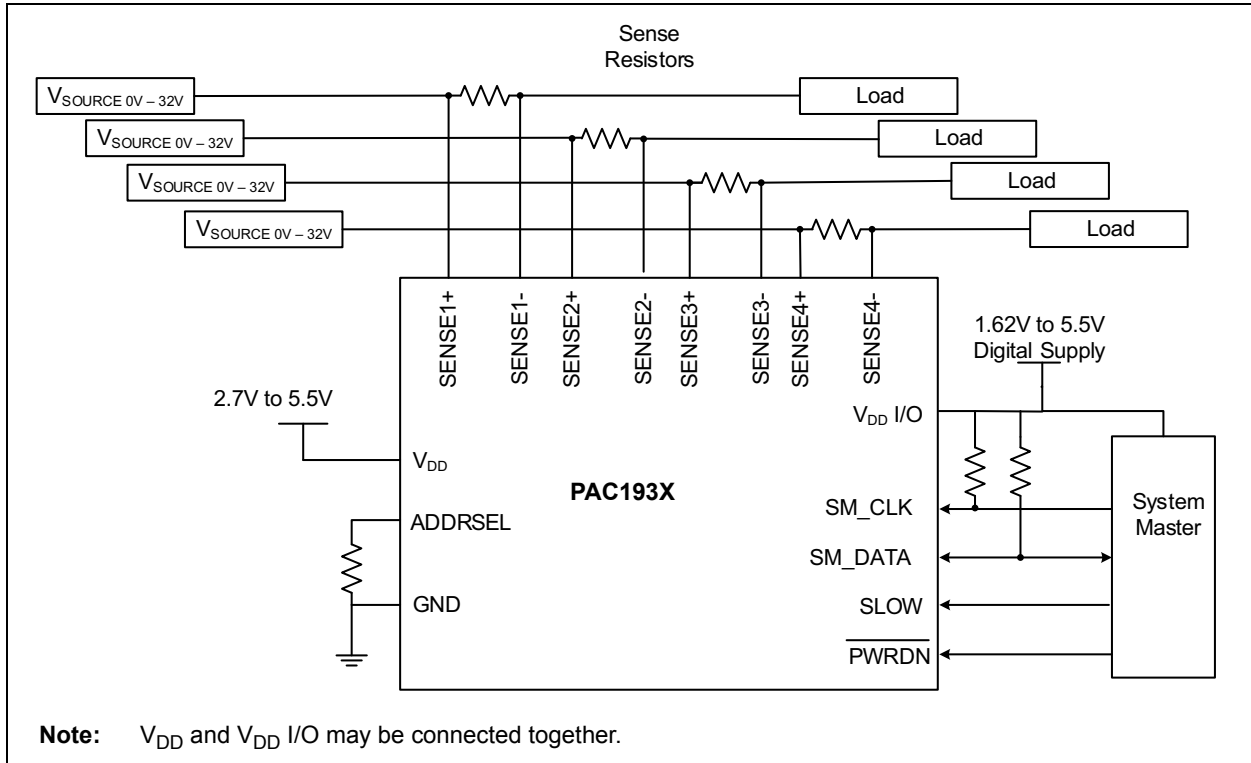 Sense
Resistors
VSOURCE 0V – 32V
Load
VSOURCE 0V – 32V
Load
VSOURCE 0V – 32V
Load
VSOURCE 0V – 32V
Load
SENSE1+
SENSE1-
SENSE2+
SENSE2-
SENSE3+
SENSE3-
SENSE4+
SENSE4-
1.62V to 5.5V
Digital Supply
2.7V to 5.5V
VDD I/O
VDD
PAC193X
ADDRSEL
SM_CLK
System
Master
SM_DATA
GND
SLOW
PWRDN
Note: VDD and VDD I/O may be connected together.